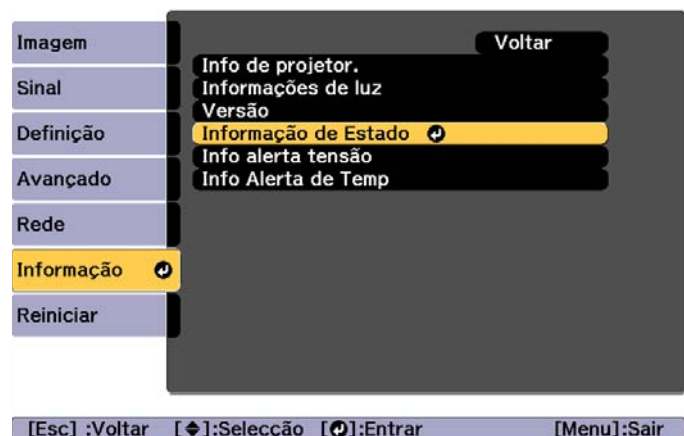 Imagem
Sinal
Definição
Avançado
Rede
Informação
Reiniciar
Voltar
Info de projetor.
Informações de luz
Versão
Informação de Estado
Info alerta tensão
Info Alerta de Temp
[Esc] :Voltar [ ]:Selecção [ ]:Entrar [Menu]:Sair